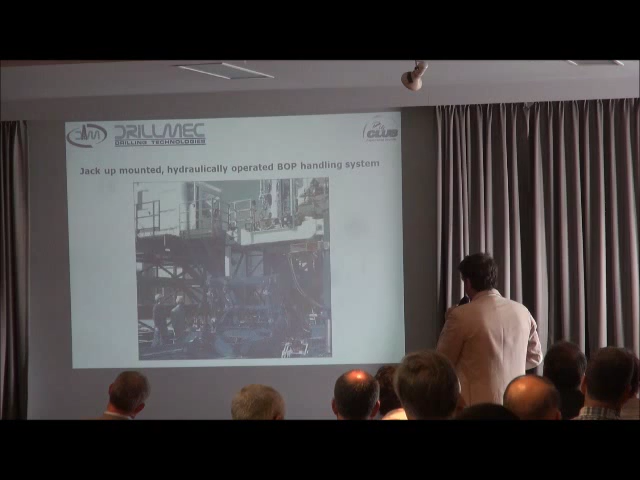 DRILLMEC
DRILLING TECHNOLOGIES
CLUB
Jack up mounted, hydraulically operated BOP handling system